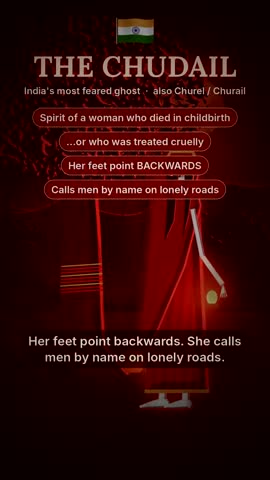 THE CHUDAIL
India's most feared ghost · also Churel / Churail
Spirit of a woman who died in childbirth
...or who was treated cruelly
Her feet point BACKWARDS
Calls men by name on lonely roads
Her feet point backwards. She calls
men by name on lonely roads.